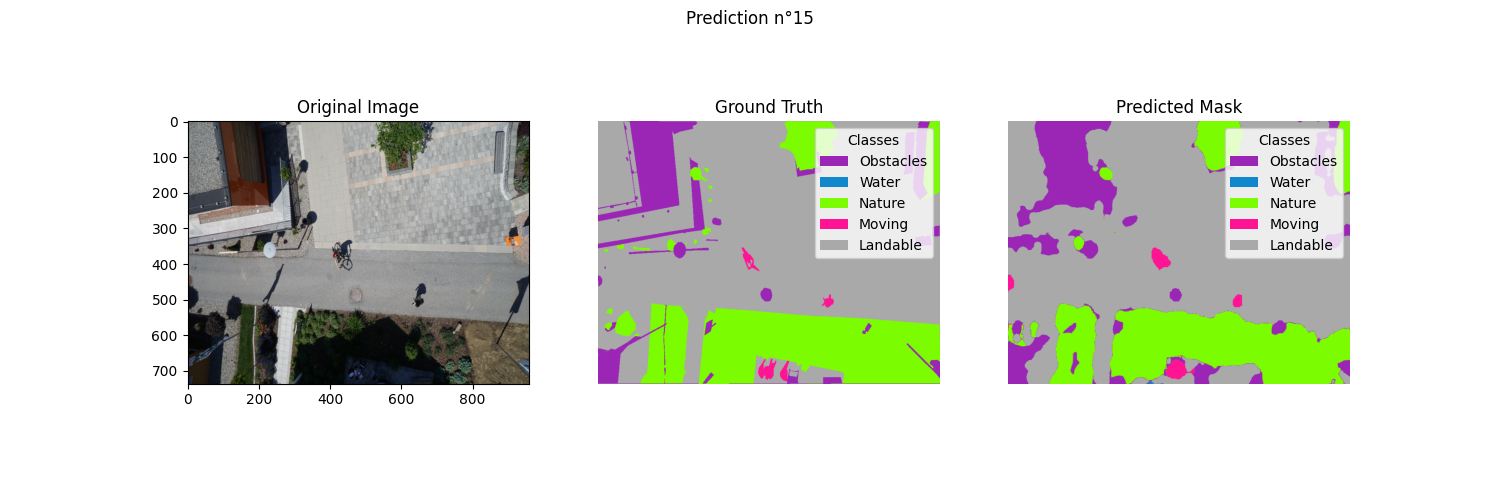 Prediction n°15
Original Image
0
100
200
300
400
500
600
700
0
200
400
600
800
Ground Truth
Classes
Obstacles
Water
Nature
Moving
Landable
Predicted Mask
Classes
Obstacles
Water
Nature
Moving
Landable